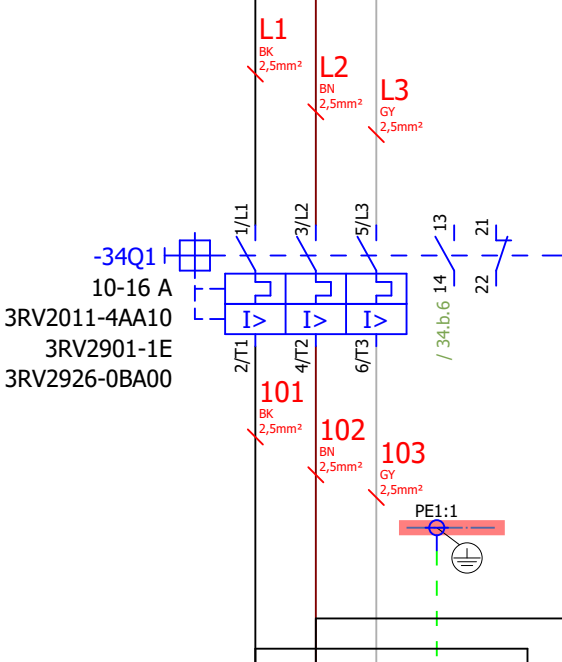 L1
BK
2,5mm²
L2
BN
2,5mm²
L3
GY
2,5mm²
1/L1
3/L2
5/L3
13
21
-34Q1
10-16 A
3RV2011-4AA10
3RV2901-1E
3RV2926-0BA00
I>
I>
I>
14
22
/ 34.b.6
2/T1
4/T2
6/T3
101
BK
2,5mm²
102
BN
2,5mm²
103
GY
2,5mm²
PE1:1